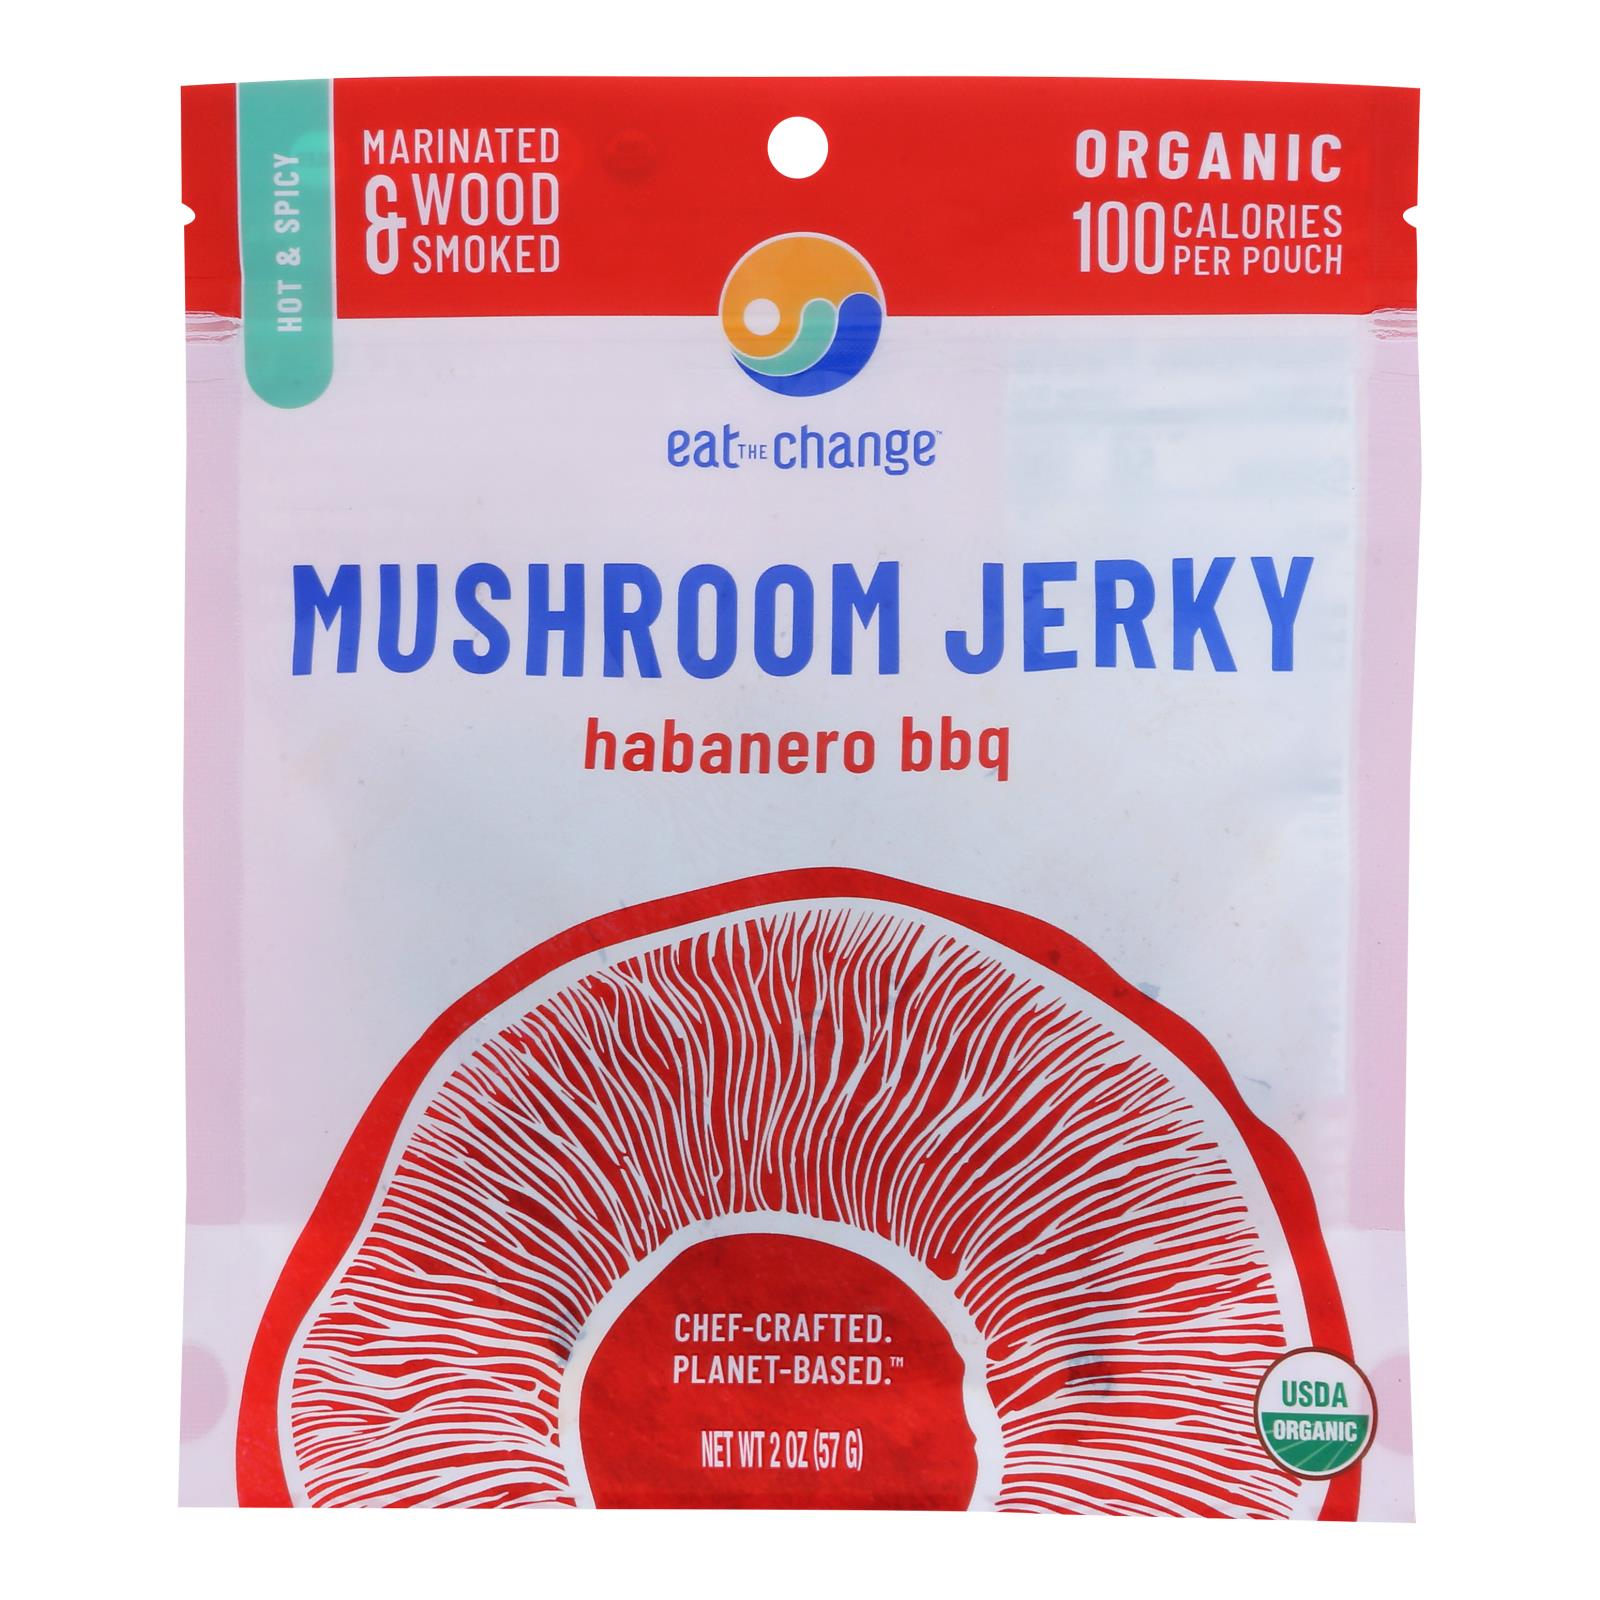 HOT & SPICY
MARINATED
& WOOD
SMOKED
ORGANIC
100 CALORIES
PER POUCH
eat THE change™
MUSHROOM JERKY
habanero bbq
CHEF-CRAFTED.
PLANET-BASED.™
NET WT 2 OZ (57 G)
USDA
ORGANIC